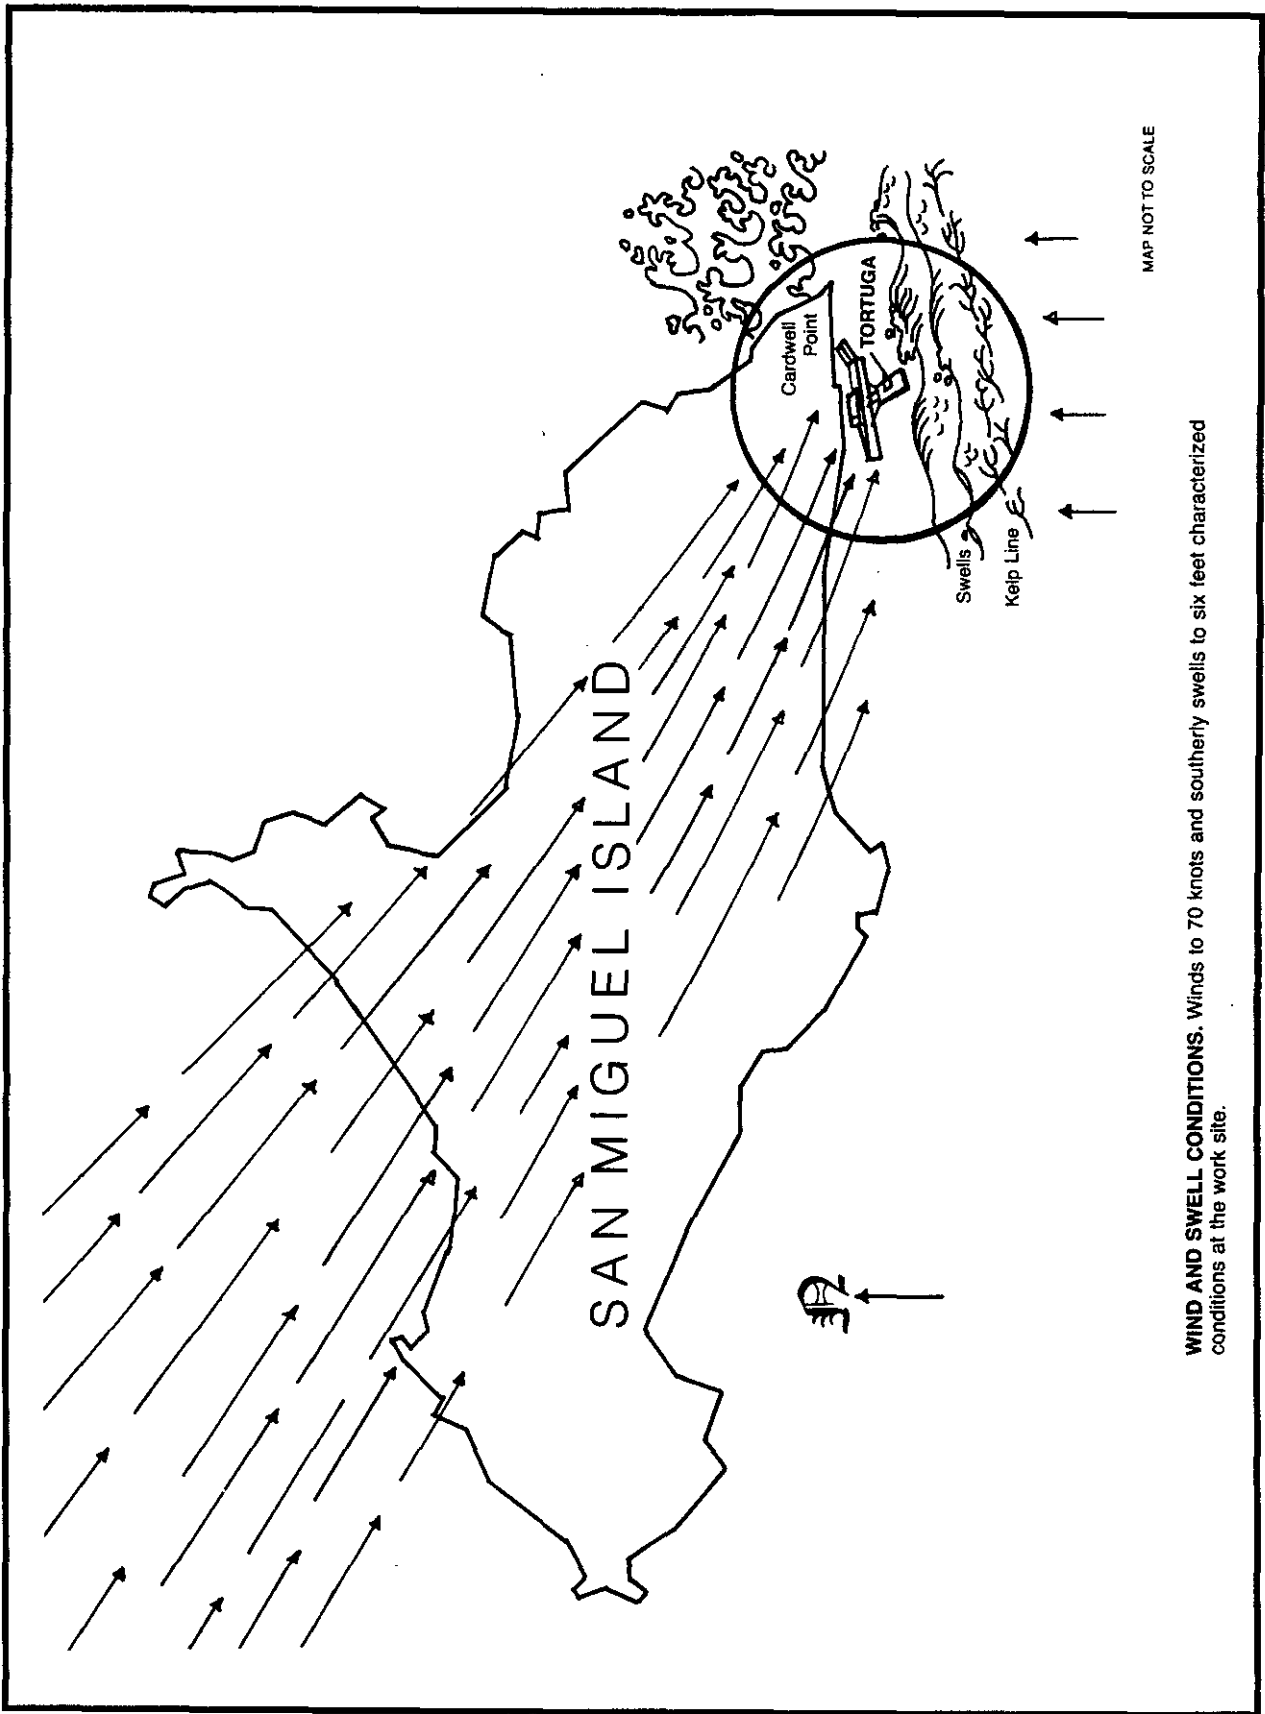 SAN MIGUEL ISLAND
Cardwell
Point
TORTUGA
Swells
Kelp Line
MAP NOT TO SCALE
WIND AND SWELL CONDITIONS. Winds to 70 knots and southerly swells to six feet characterized
conditions at the work site.